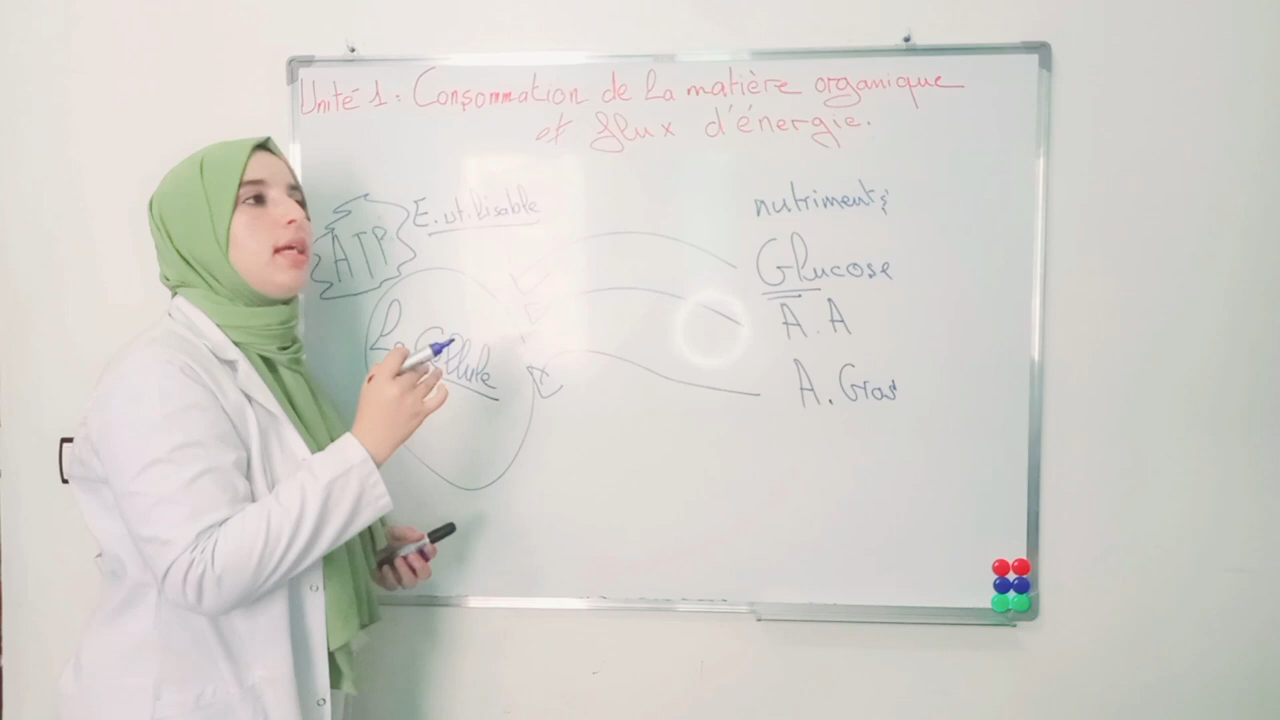 Unité 1 : Consommation de la matière organique
et flux d'énergie.
ATP
E. utilisable
nutriments
Glucose
A.A
A. Gras
La Cellule